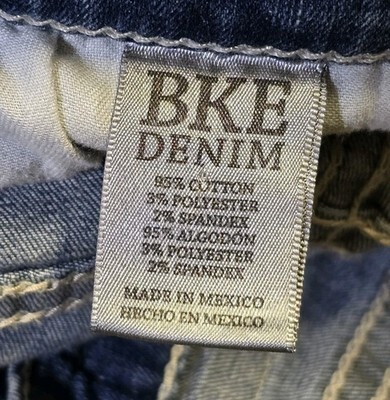 BKE
DENIM
95% COTTON
3% POLYESTER
2% SPANDEX
95% ALGODON
3% POLYESTER
2% SPANDEX
MADE IN MEXICO
HECHO EN MEXICO